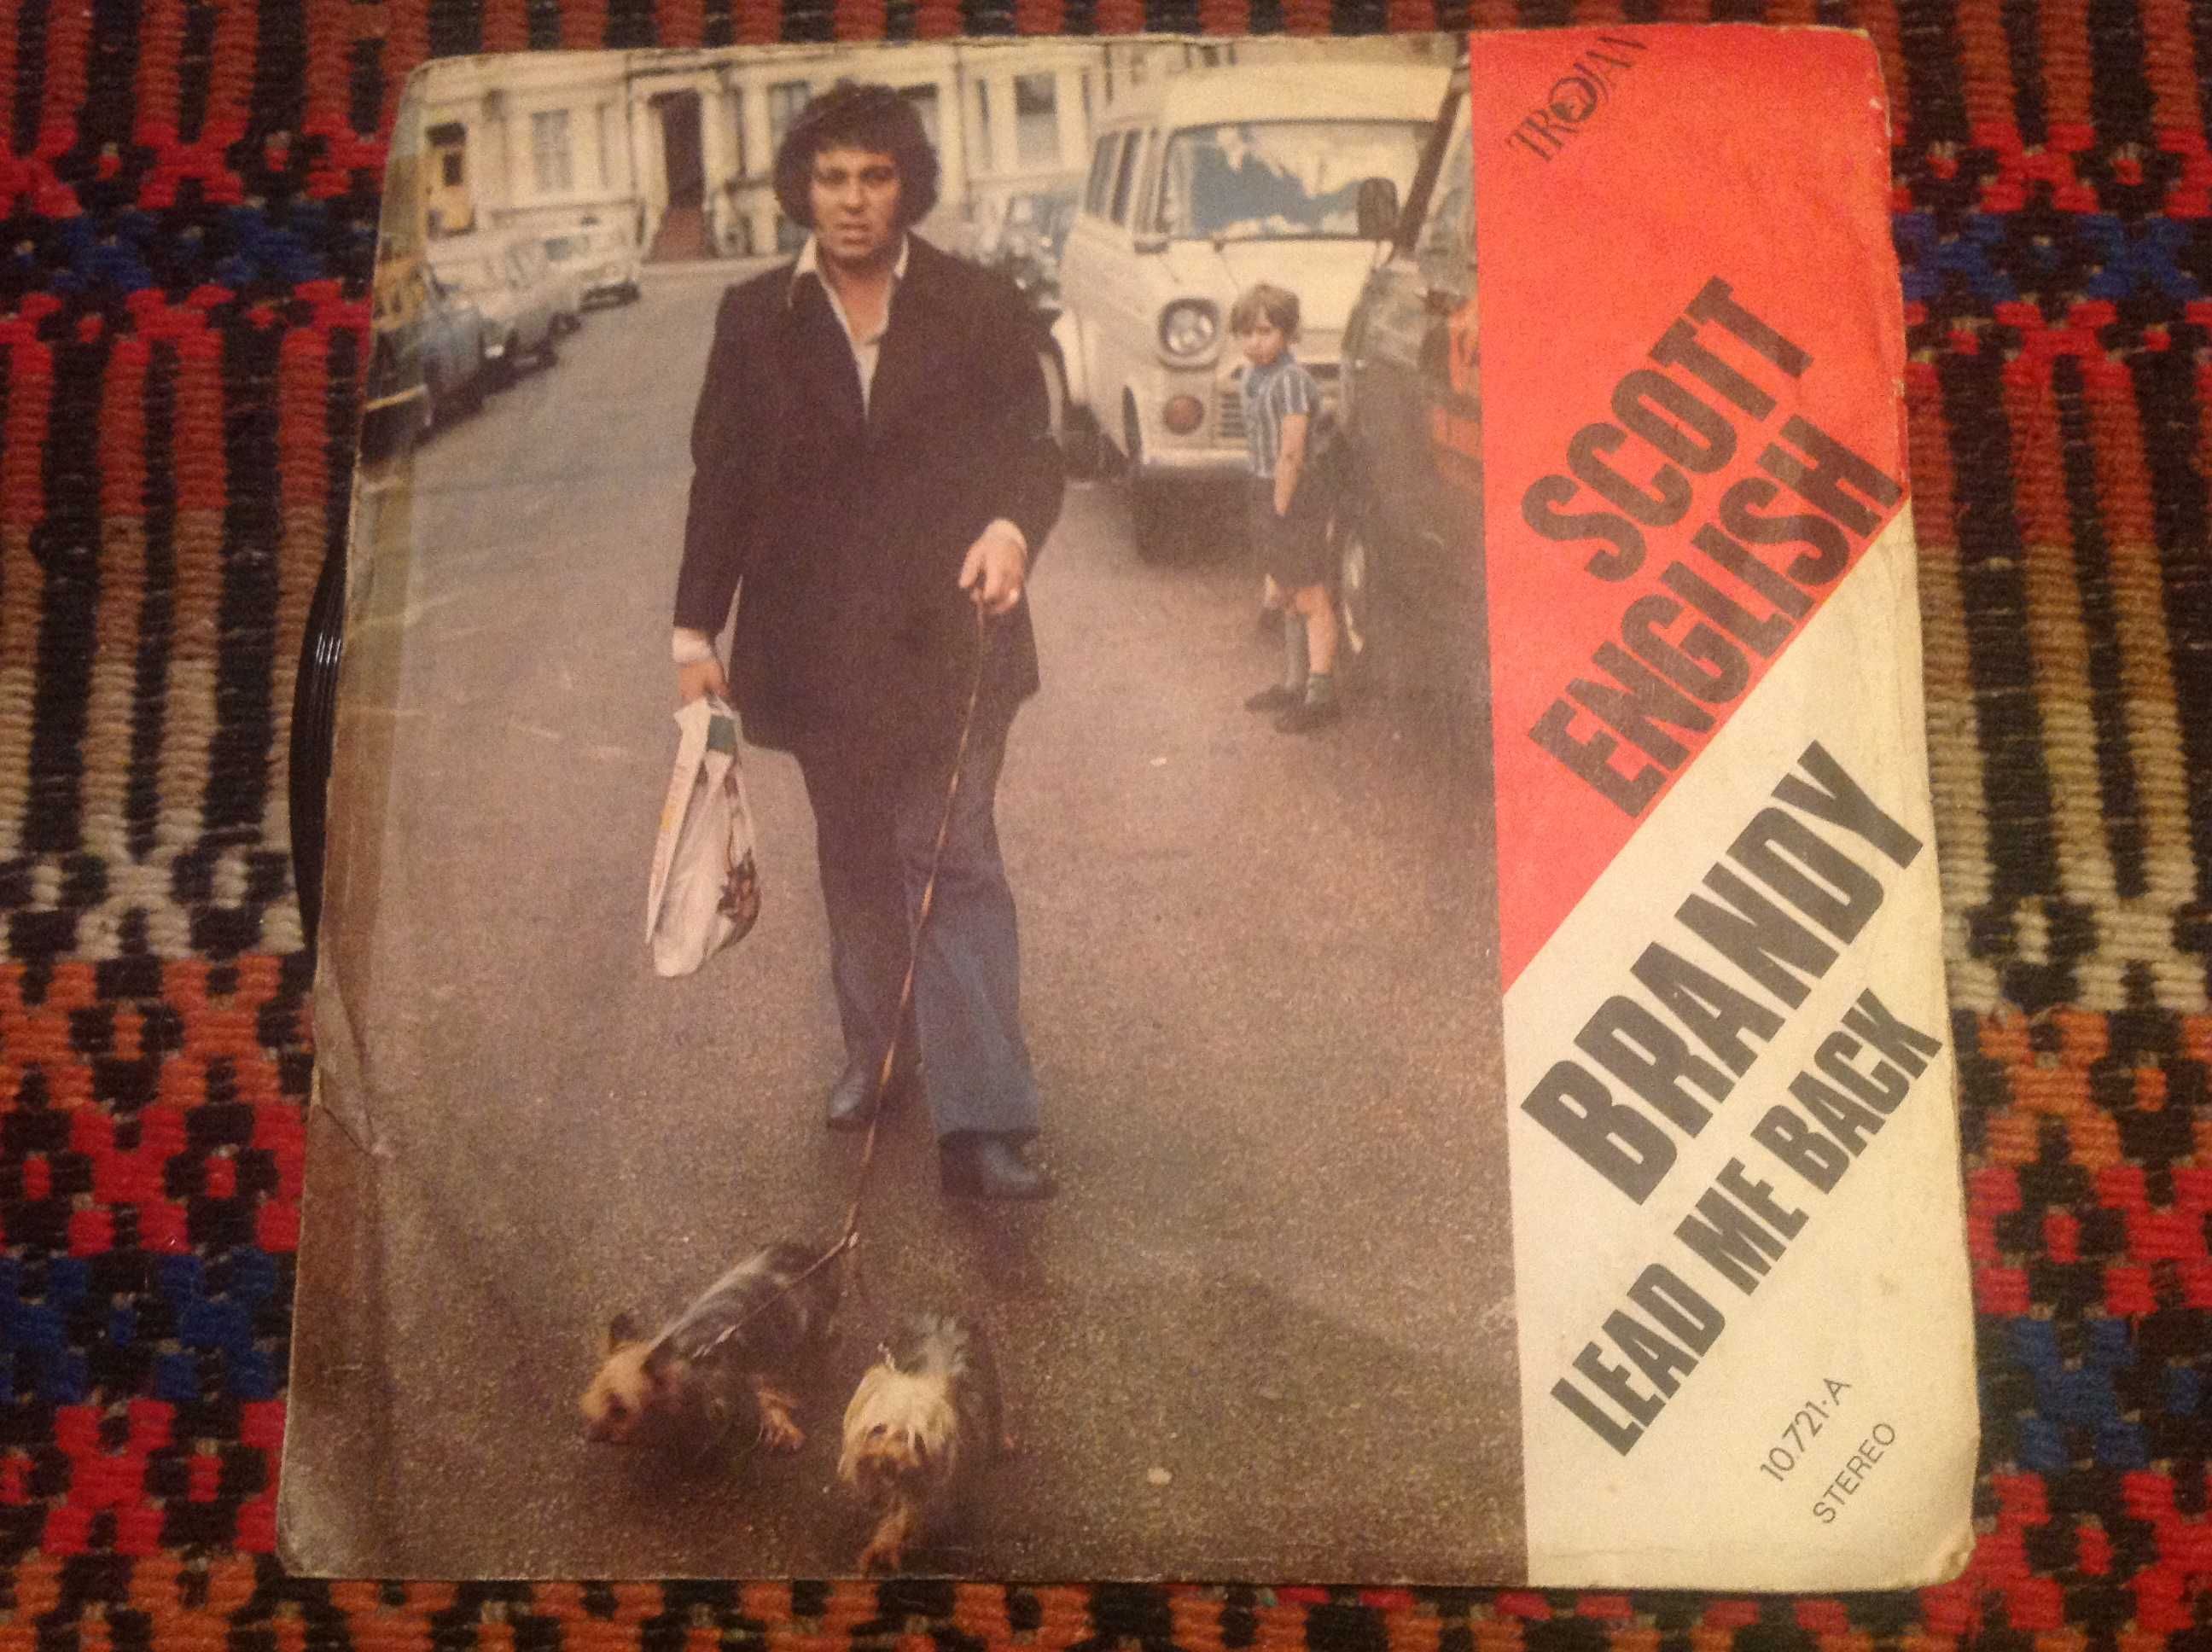 TROJAN
SCOTT
ENGLISH
BRANDY
LEAD ME BACK
10.721-A
STEREO